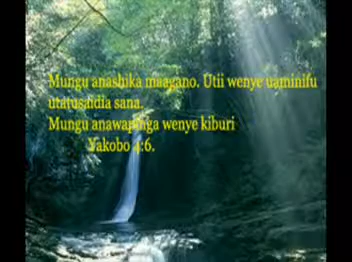 Mungu anashika maagano. Utii wenye uaminifu
utatusaidia sana.
Mungu anawapinga wenye kiburi
Yakobo 4:6.